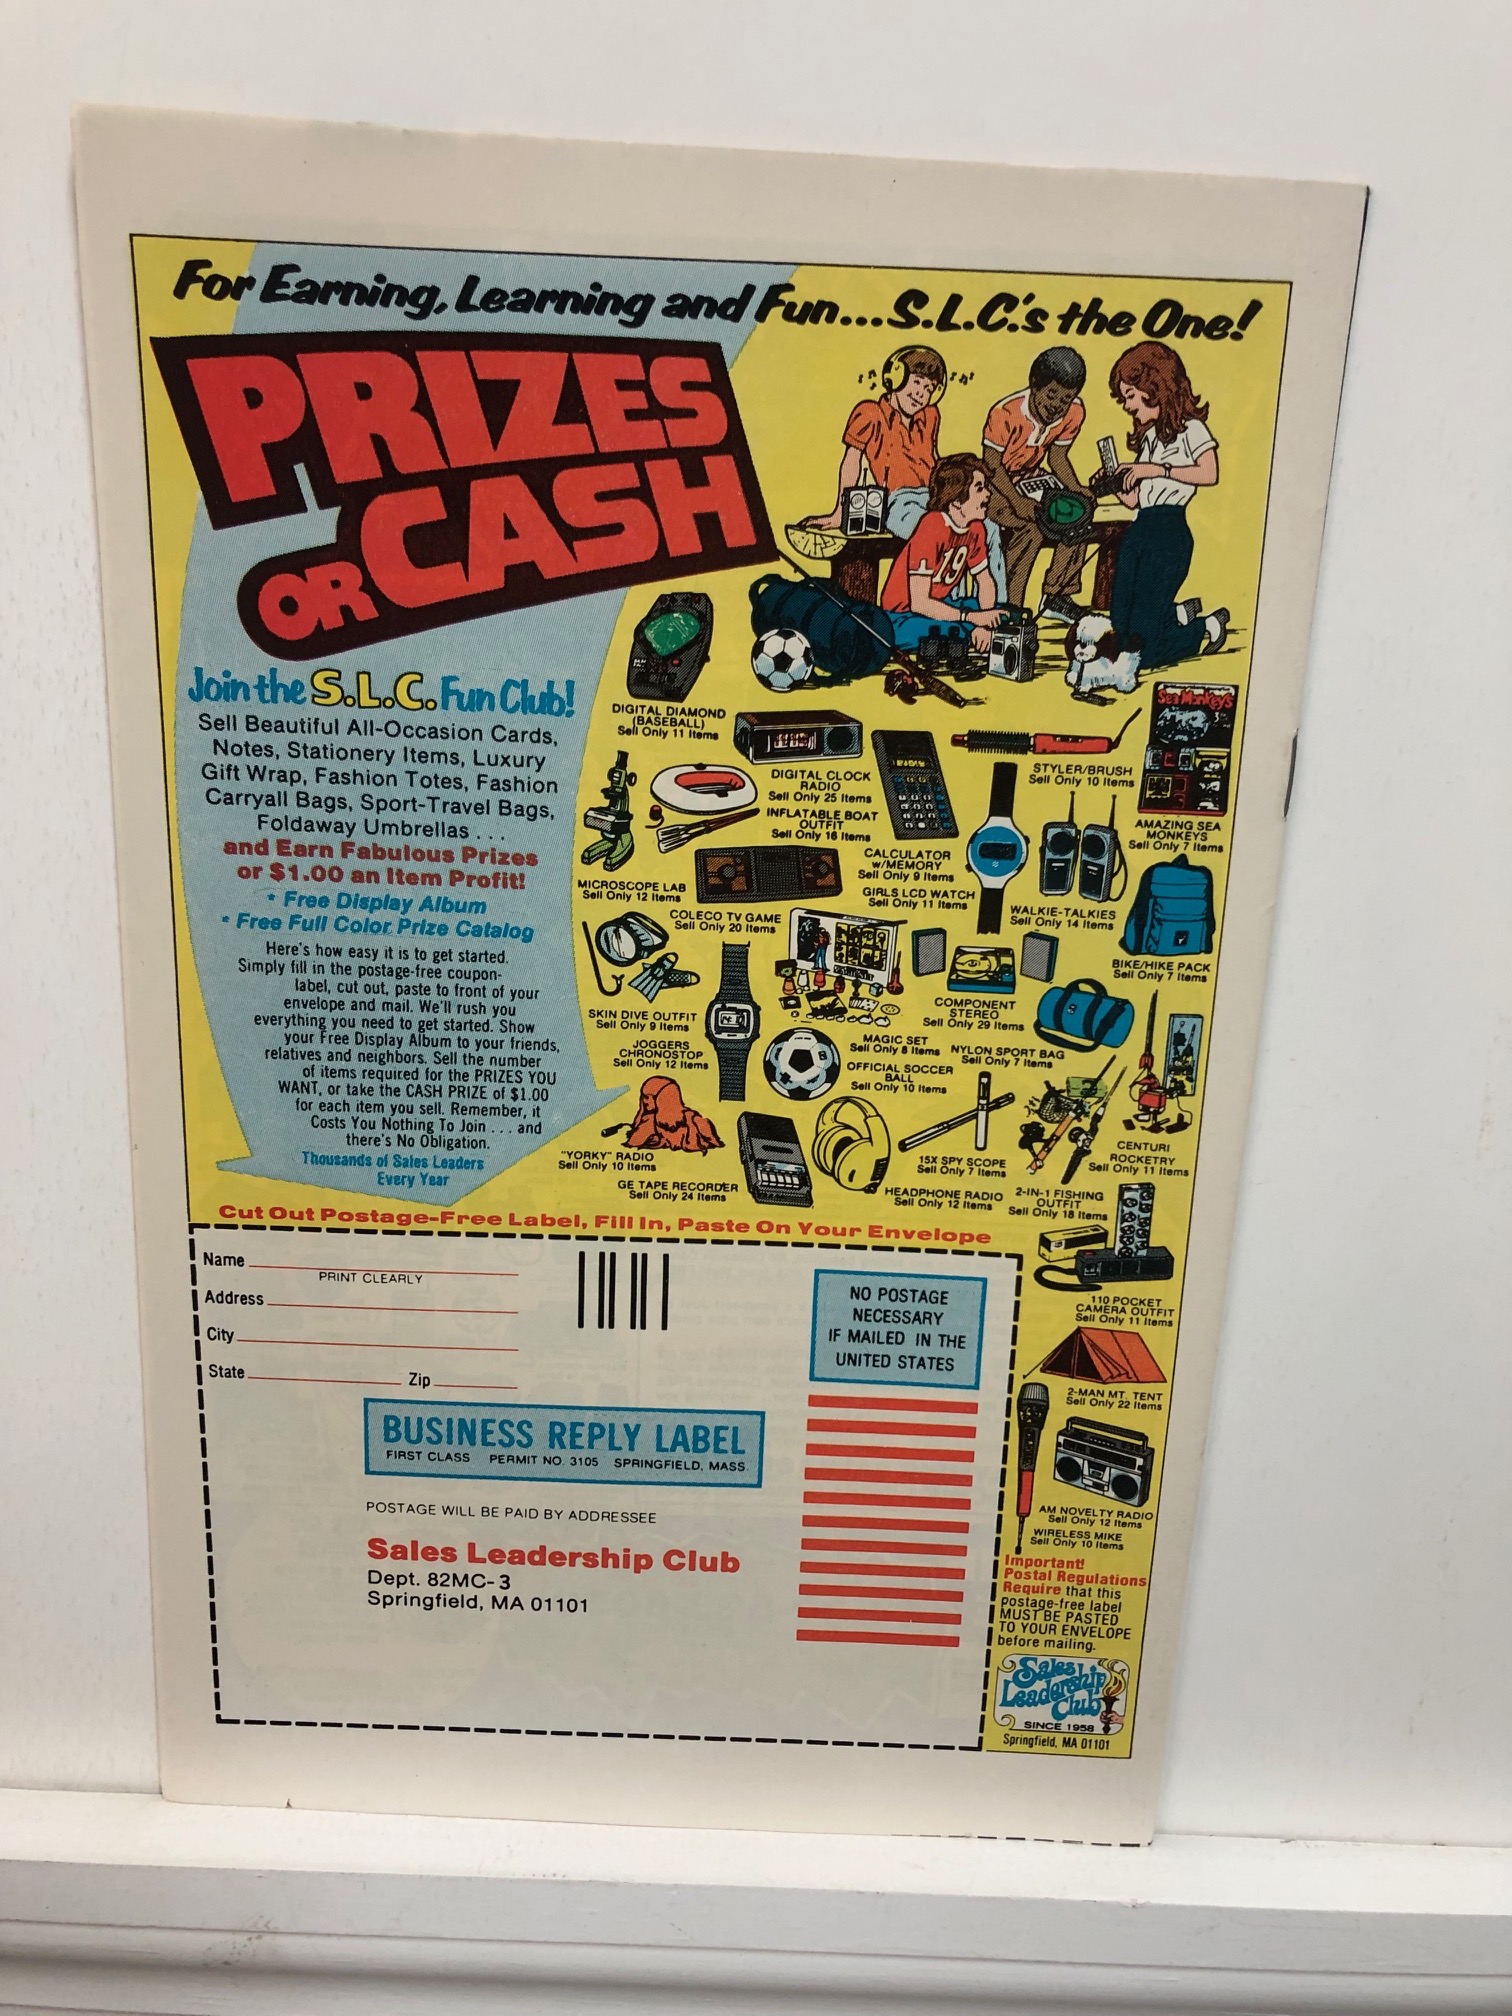 For Earning, Learning and Fun...S.L.C.'s the One!
PRIZES
OR CASH
Join the S.L.C. Fun Club!
Sell Beautiful All-Occasion Cards,
Notes, Stationery Items, Luxury
Gift Wrap, Fashion Totes, Fashion
Carryall Bags, Sport-Travel Bags,
Foldaway Umbrellas . . .
and Earn Fabulous Prizes
or $1.00 an Item Profit!
* Free Display Album
* Free Full Color Prize Catalog
Here's how easy it is to get started.
Simply fill in the postage-free coupon-
label, cut out, paste to front of your
envelope and mail. We'll rush you
everything you need to get started. Show
your Free Display Album to your friends,
relatives and neighbors. Sell the number
of items required for the PRIZES YOU
WANT, or take the CASH PRIZE of $1.00
for each item you sell. Remember, it
Costs You Nothing To Join . . . and
there's No Obligation.
Thousands of Sales Leaders
Every Year
19
DIGITAL DIAMOND
(BASEBALL)
Sell Only 11 Items
DIGITAL CLOCK
RADIO
Sell Only 25 Items
STYLER/BRUSH
Sell Only 10 Items
Sea Monkeys
AMAZING SEA
MONKEYS
Sell Only 7 Items
INFLATABLE BOAT
OUTFIT
Sell Only 16 Items
MICROSCOPE LAB
Sell Only 12 Items
CALCULATOR
w/MEMORY
Sell Only 9 Items
GIRLS LCD WATCH
Sell Only 11 Items
WALKIE-TALKIES
Sell Only 14 Items
COLECO TV GAME
Sell Only 20 Items
BIKE/HIKE PACK
Sell Only 7 Items
SKIN DIVE OUTFIT
Sell Only 9 Items
COMPONENT
STEREO
Sell Only 29 Items
JOGGERS
CHRONOSTOP
Sell Only 12 Items
MAGIC SET
Sell Only 8 Items
NYLON SPORT BAG
Sell Only 7 Items
OFFICIAL SOCCER
BALL
Sell Only 10 Items
"YORKY" RADIO
Sell Only 10 Items
GE TAPE RECORDER
Sell Only 24 Items
15X SPY SCOPE
Sell Only 7 Items
CENTURI
ROCKETRY
Sell Only 11 Items
HEADPHONE RADIO
Sell Only 12 Items
2-IN-1 FISHING
OUTFIT
Sell Only 18 Items
110 POCKET
CAMERA OUTFIT
Sell Only 11 Items
2-MAN MT. TENT
Sell Only 22 Items
AM NOVELTY RADIO
Sell Only 12 Items
WIRELESS MIKE
Sell Only 10 Items
Important!
Postal Regulations
Require that this
postage-free label
MUST BE PASTED
TO YOUR ENVELOPE
before mailing.
Sales
Leadership
Club
SINCE 1958
Springfield, MA 01101
Cut Out Postage-Free Label, Fill In, Paste On Your Envelope
Name
PRINT CLEARLY
Address
City
State Zip
NO POSTAGE
NECESSARY
IF MAILED IN THE
UNITED STATES
BUSINESS REPLY LABEL
FIRST CLASS PERMIT NO. 3105 SPRINGFIELD, MASS.
POSTAGE WILL BE PAID BY ADDRESSEE
Sales Leadership Club
Dept. 82MC-3
Springfield, MA 01101